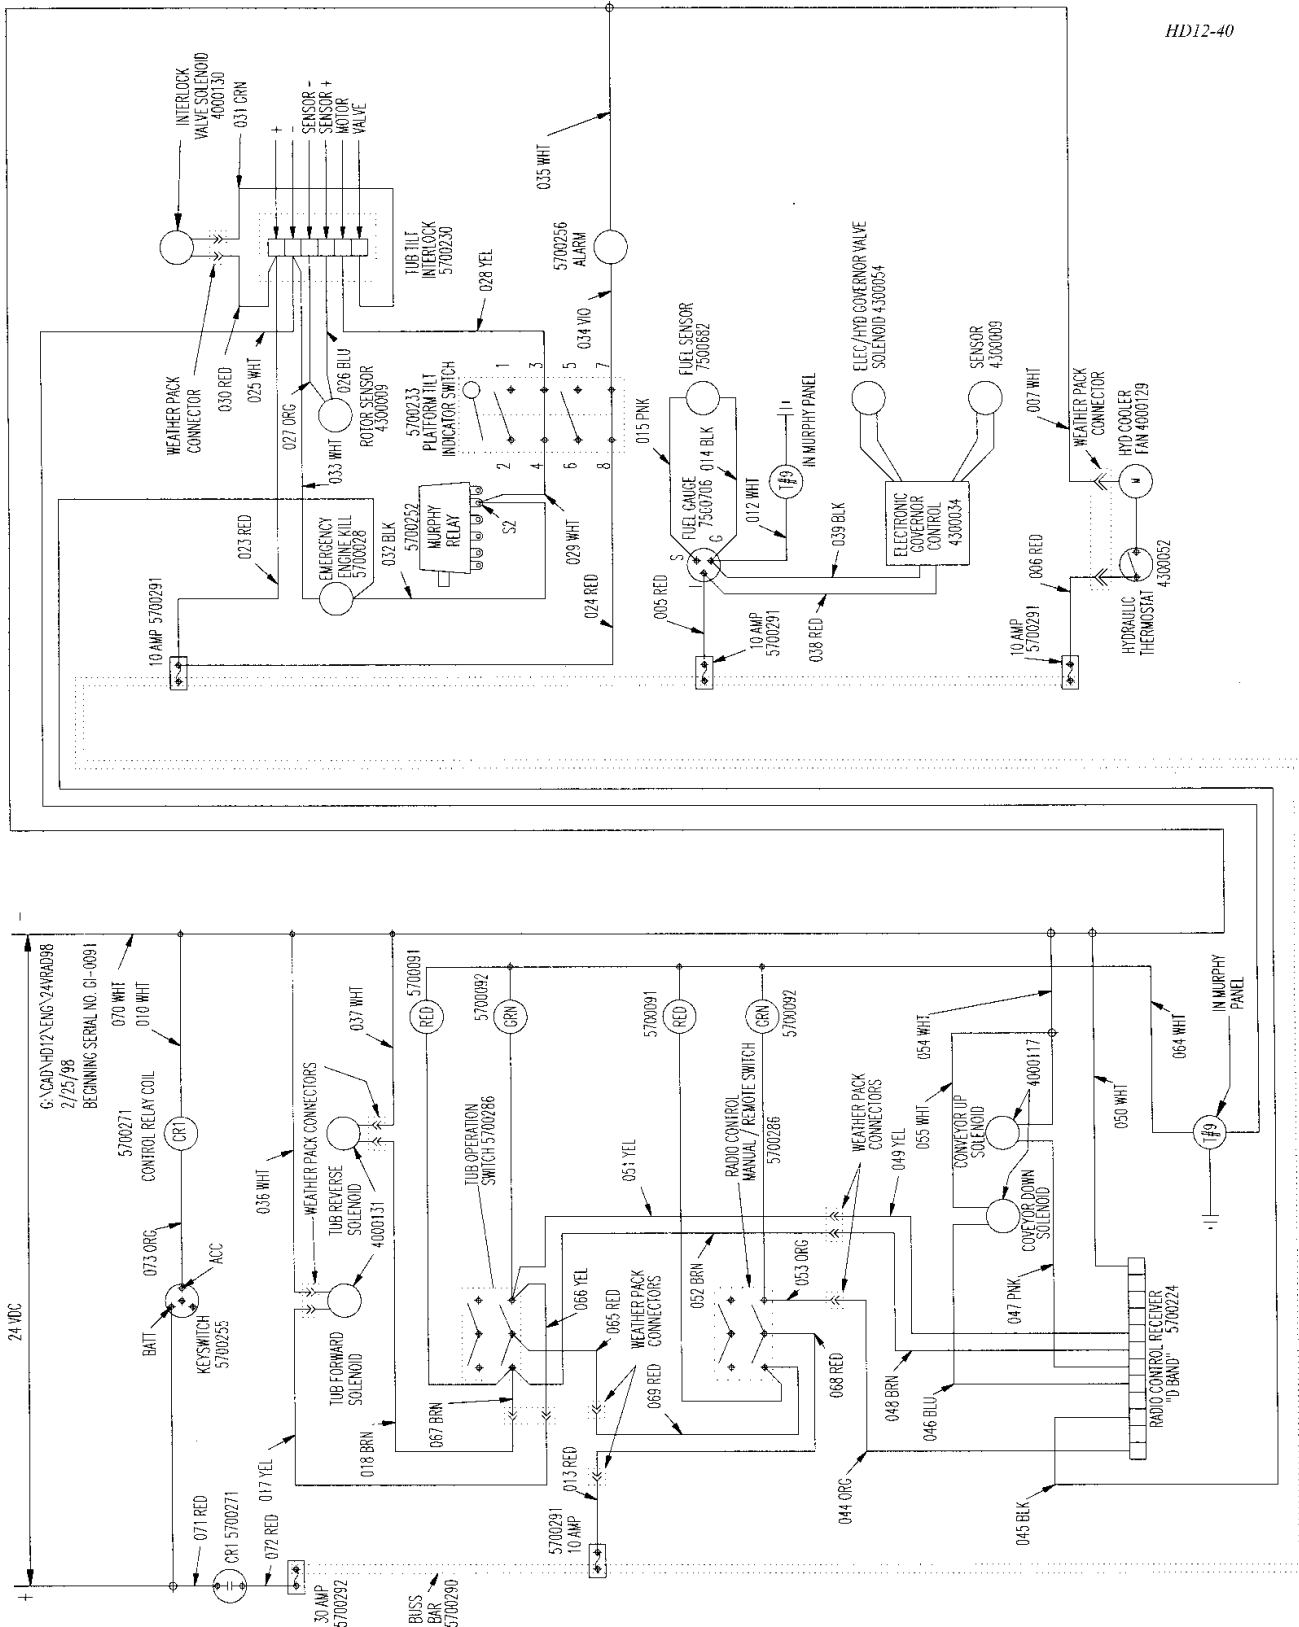 HD12-40
INTERLOCK
VALVE SOLENOID
4000130
031 GRN
+
-
SENSOR -
SENSOR +
MOTOR
VALVE
TUB TILT
INTERLOCK
5700230
WEATHER PACK
CONNECTOR
030 RED
025 WHT
027 ORG
026 BLU
ROTOR SENSOR
4300009
028 YEL
033 WHT
023 RED
10 AMP 5700291
EMERGENCY
ENGINE KILL
5700028
032 BLK
5700252
MURPHY
RELAY
S2
029 WHT
024 RED
5700233
PLATFORM TILT
INDICATOR SWITCH
1
3
5
7
2
4
6
8
034 VIO
5700256
ALARM
035 WHT
FUEL SENSOR
7500682
015 PNK
014 BLK
FUEL GAUGE
7500706
S
G
I
012 WHT
T#9
IN MURPHY PANEL
005 RED
10 AMP
5700291
038 RED
039 BLK
ELEC/HYD GOVERNOR VALVE
SOLENOID 4300054
ELECTRONIC
GOVERNOR
CONTROL
4300034
SENSOR
4300009
007 WHT
WEATHER PACK
CONNECTOR
HYD COOLER
FAN 4000129
M
006 RED
10 AMP
5700291
HYDRAULIC
THERMOSTAT
4300052
24 VDC
+
-
G:\CAD\HD12\ENG\24VRAD98
2/25/98
BEGINNING SERIAL NO. GI-0091
070 WHT
010 WHT
5700271
CONTROL RELAY COIL
CR1
073 ORG
ACC
BATT
KEYSWITCH
5700255
071 RED
CR1 5700271
072 RED
30 AMP
5700292
BUSS
BAR
5700290
036 WHT
WEATHER PACK CONNECTORS
037 WHT
TUB REVERSE
SOLENOID
4000131
TUB FORWARD
SOLENOID
017 YEL
018 BRN
067 BRN
5700091
RED
5700092
GRN
TUB OPERATION
SWITCH 5700286
066 YEL
065 RED
WEATHER PACK
CONNECTORS
069 RED
013 RED
5700291
10 AMP
051 YEL
052 BRN
5700091
RED
GRN
5700092
RADIO CONTROL
MANUAL / REMOTE SWITCH
5700286
053 ORG
068 RED
WEATHER PACK
CONNECTORS
049 YEL
048 BRN
044 ORG
046 BLU
047 PNK
045 BLK
054 WHT
055 WHT
CONVEYOR UP
SOLENOID
4000117
COVEYOR DOWN
SOLENOID
050 WHT
064 WHT
IN MURPHY
PANEL
T#9
RADIO CONTROL RECEIVER
"D BAND" 5700224